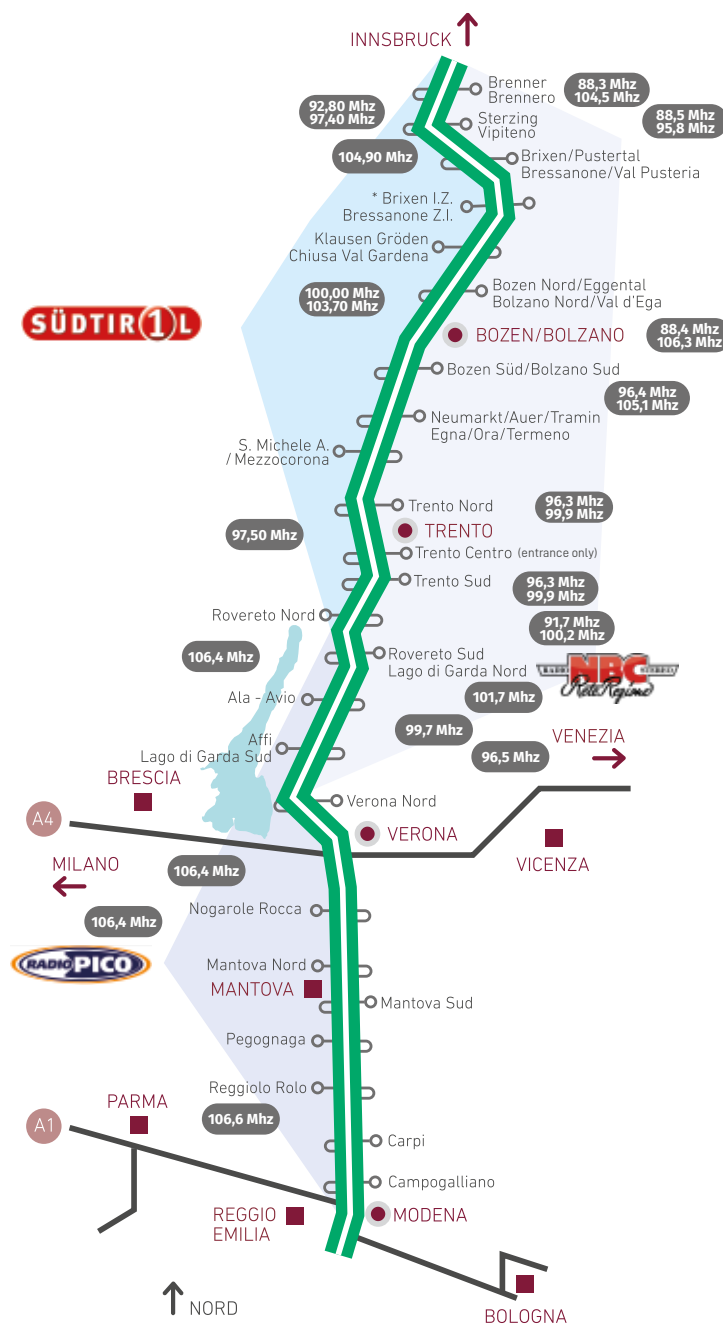 INNSBRUCK
Brenner
Brennero
88,3 Mhz
104,5 Mhz
92,80 Mhz
97,40 Mhz
Sterzing
Vipiteno
88,5 Mhz
95,8 Mhz
104,90 Mhz
Brixen/Pustertal
Bressanone/Val Pusteria
* Brixen I.Z.
Bressanone Z.I.
Klausen Gröden
Chiusa Val Gardena
100,00 Mhz
103,70 Mhz
Bozen Nord/Eggental
Bolzano Nord/Val d'Ega
SÜDTIR1L
BOZEN/BOLZANO
88,4 Mhz
106,3 Mhz
Bozen Süd/Bolzano Sud
96,4 Mhz
105,1 Mhz
Neumarkt/Auer/Tramin
Egna/Ora/Termeno
S. Michele A.
/Mezzocorona
Trento Nord
96,3 Mhz
99,9 Mhz
97,50 Mhz
TRENTO
Trento Centro (entrance only)
Trento Sud
96,3 Mhz
99,9 Mhz
Rovereto Nord
91,7 Mhz
100,2 Mhz
106,4 Mhz
Rovereto Sud
Lago di Garda Nord
RADIO NBC
Rete Regione
Ala - Avio
101,7 Mhz
99,7 Mhz
Affi
Lago di Garda Sud
96,5 Mhz
VENEZIA
BRESCIA
Verona Nord
A4
VERONA
MILANO
106,4 Mhz
VICENZA
106,4 Mhz
Nogarole Rocca
RADIO PICO
Mantova Nord
MANTOVA
Mantova Sud
Pegognaga
Reggiolo Rolo
PARMA
106,6 Mhz
A1
Carpi
Campogalliano
REGGIO
EMILIA
MODENA
NORD
BOLOGNA